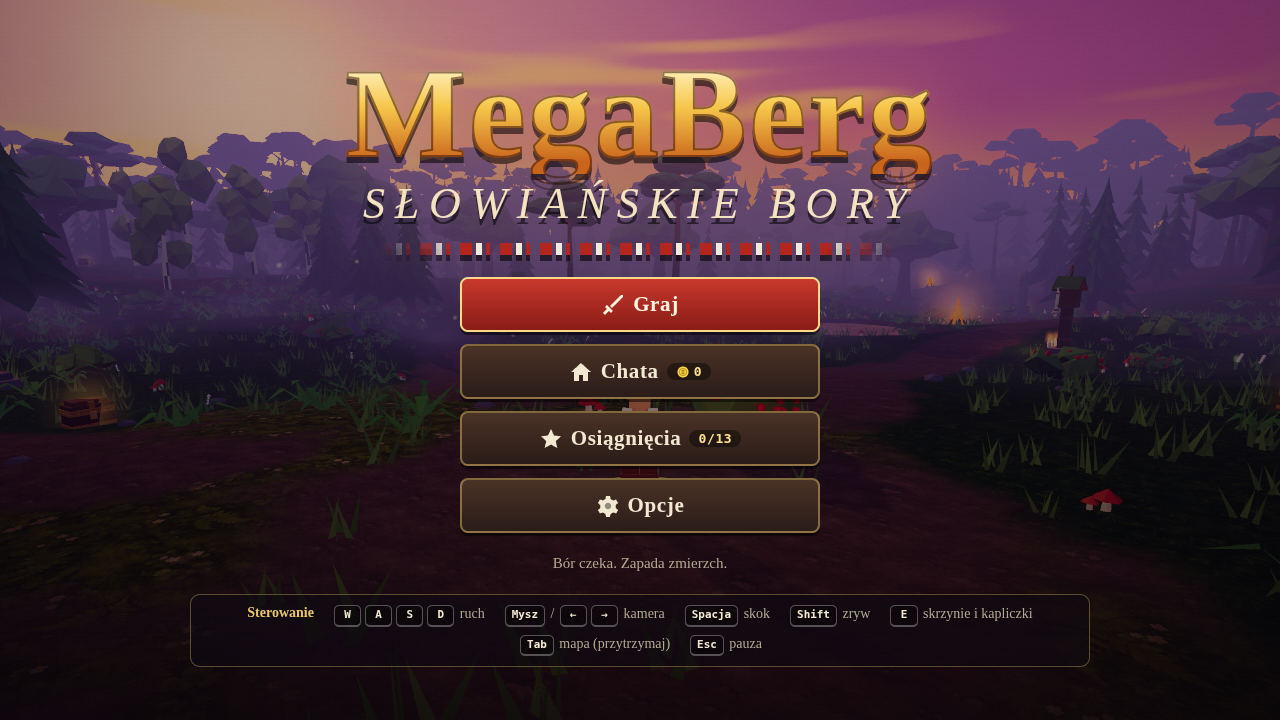 MegaBerg
SŁOWIAŃSKIE BORY
Graj
Chata 0
Osiągnięcia 0/13
Opcje
Bór czeka. Zapada zmierzch.
Sterowanie W A S D ruch Mysz / ← → kamera Spacja skok Shift zryw E skrzynie i kapliczki
Tab mapa (przytrzymaj) Esc pauza